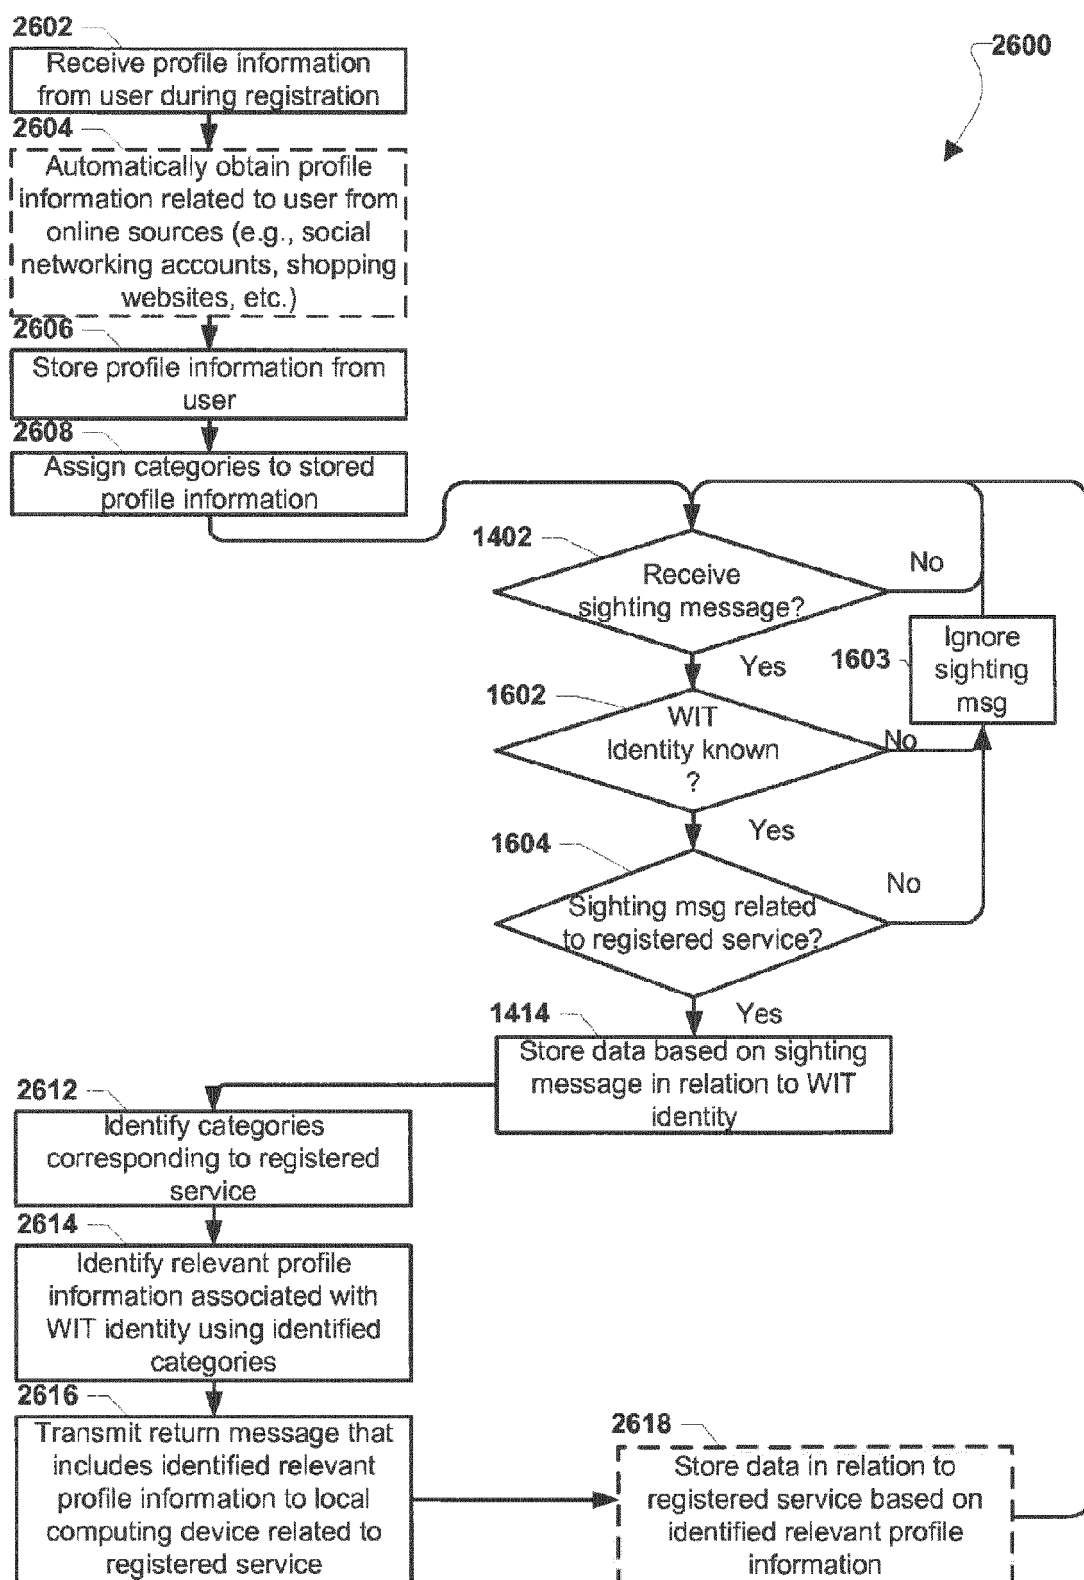 2602
2600
Receive profile information
from user during registration
2604
Automatically obtain profile
information related to user from
online sources (e.g., social
networking accounts, shopping
websites, etc.)
2606
Store profile information from
user
2608
Assign categories to stored
profile information
1402
Receive
sighting message?
No
Yes
1603
Ignore
sighting
msg
1602
WIT
Identity known
?
No
Yes
1604
Sighting msg related
to registered service?
No
Yes
1414
Store data based on sighting
message in relation to WIT
identity
2612
Identify categories
corresponding to registered
service
2614
Identify relevant profile
information associated with
WIT identity using identified
categories
2616
Transmit return message that
includes identified relevant
profile information to local
computing device related to
registered service
2618
Store data in relation to
registered service based on
identified relevant profile
information